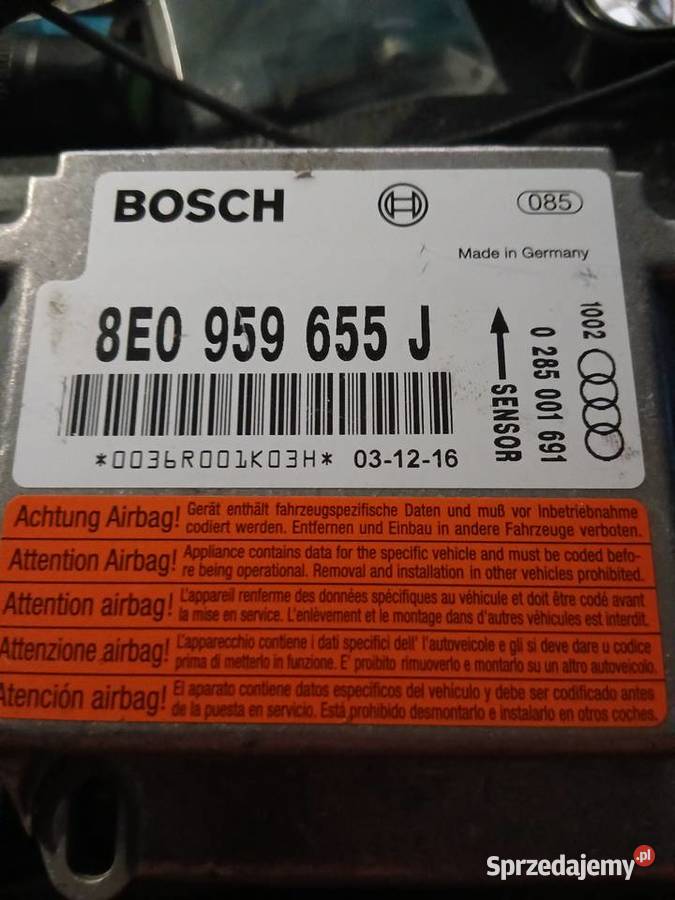 BOSCH
085
Made in Germany
8E0 959 655 J
*0036R001K03H* 03-12-16
SENSOR
0 285 001 691
1002
Achtung Airbag! Gerät enthält fahrzeugspezifische Daten und muß vor Inbetriebnahme
codiert werden. Entfernen und Einbau in andere Fahrzeuge verboten.
Attention Airbag! Appliance contains data for the specific vehicle and must be coded befo-
re being operational. Removal and installation in other vehicles prohibited.
Attention airbag! L'appareil renferme des données spécifiques au véhicule et doit être codé avant
la mise en service. L'enlèvement et le montage dans d'autres véhicules est interdit.
Attenzione airbag! L'apparecchio contiene i dati specifici dell' l'autoveicole e gli si deve dare u codice
prima di metterlo in funzione. E' proibito rimuoverlo e montarlo su un altro autoveicolo.
Atención airbag! El aparato contiene datos especificos del vehiculo y debe ser codificado antes
de la puesta en servicio. Está prohibido desmontarlo e instalarlo en otros coches.
Sprzedajemy.pl